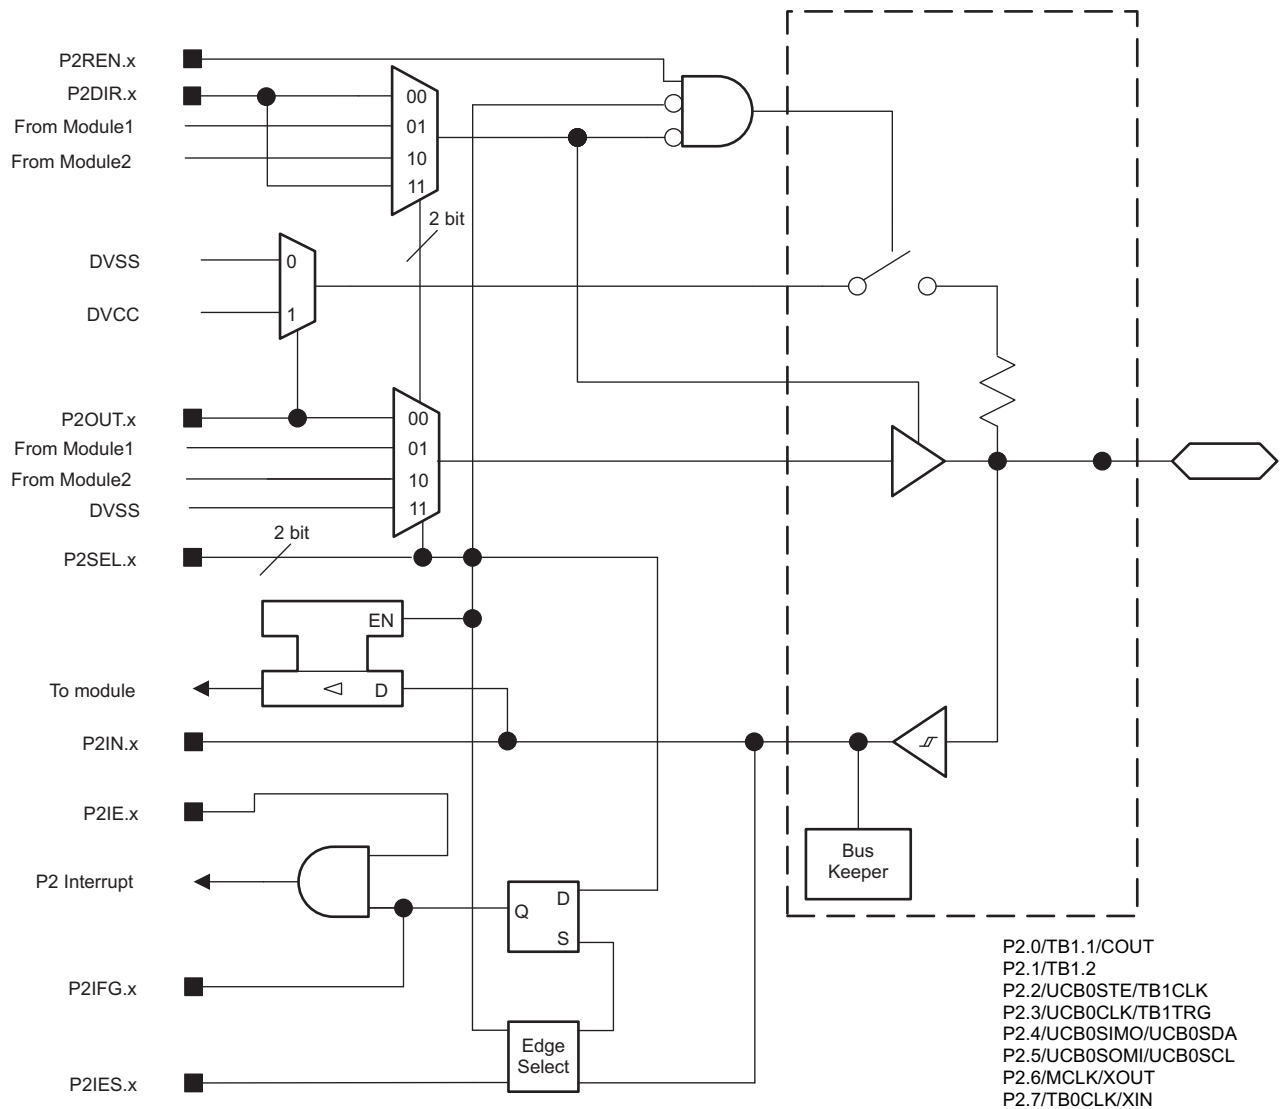 P2REN.x
P2DIR.x
From Module1
From Module2
00
01
10
11
2 bit
DVSS
DVCC
0
1
P2OUT.x
From Module1
From Module2
DVSS
00
01
10
11
P2SEL.x
2 bit
EN
D
To module
P2IN.x
P2IE.x
P2 Interrupt
Q
D
S
P2IFG.x
Edge
Select
P2IES.x
Bus
Keeper
P2.0/TB1.1/COUT
P2.1/TB1.2
P2.2/UCB0STE/TB1CLK
P2.3/UCB0CLK/TB1TRG
P2.4/UCB0SIMO/UCB0SDA
P2.5/UCB0SOMI/UCB0SCL
P2.6/MCLK/XOUT
P2.7/TB0CLK/XIN